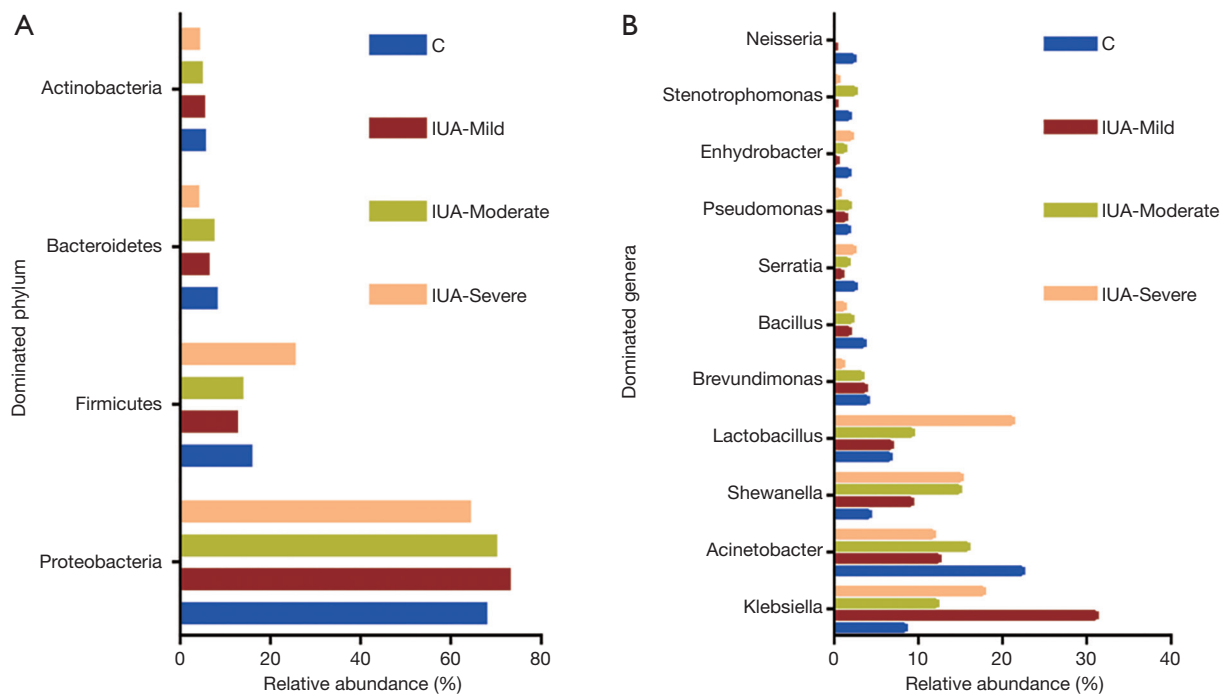 A
Dominated phylum
Actinobacteria
Bacteroidetes
Firmicutes
Proteobacteria
C
IUA-Mild
IUA-Moderate
IUA-Severe
0 20 40 60 80
Relative abundance (%)
B
Dominated genera
Neisseria
Stenotrophomonas
Enhydrobacter
Pseudomonas
Serratia
Bacillus
Brevundimonas
Lactobacillus
Shewanella
Acinetobacter
Klebsiella
C
IUA-Mild
IUA-Moderate
IUA-Severe
0 10 20 30 40
Relative abundance (%)